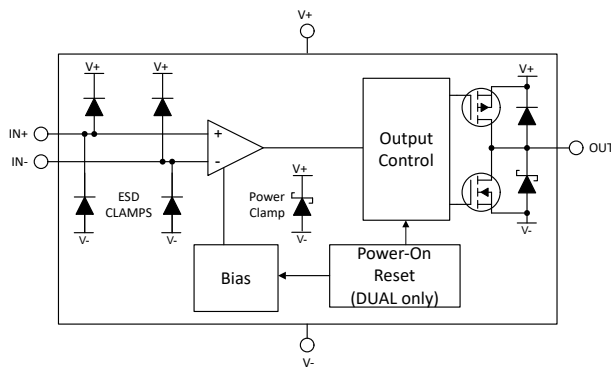 V+
V+
V+
V+
IN+
IN-
+
-
Output
Control
OUT
ESD
CLAMPS
V+
Power
Clamp
V-
V-
V-
V-
Bias
Power-On
Reset
(DUAL only)
V-